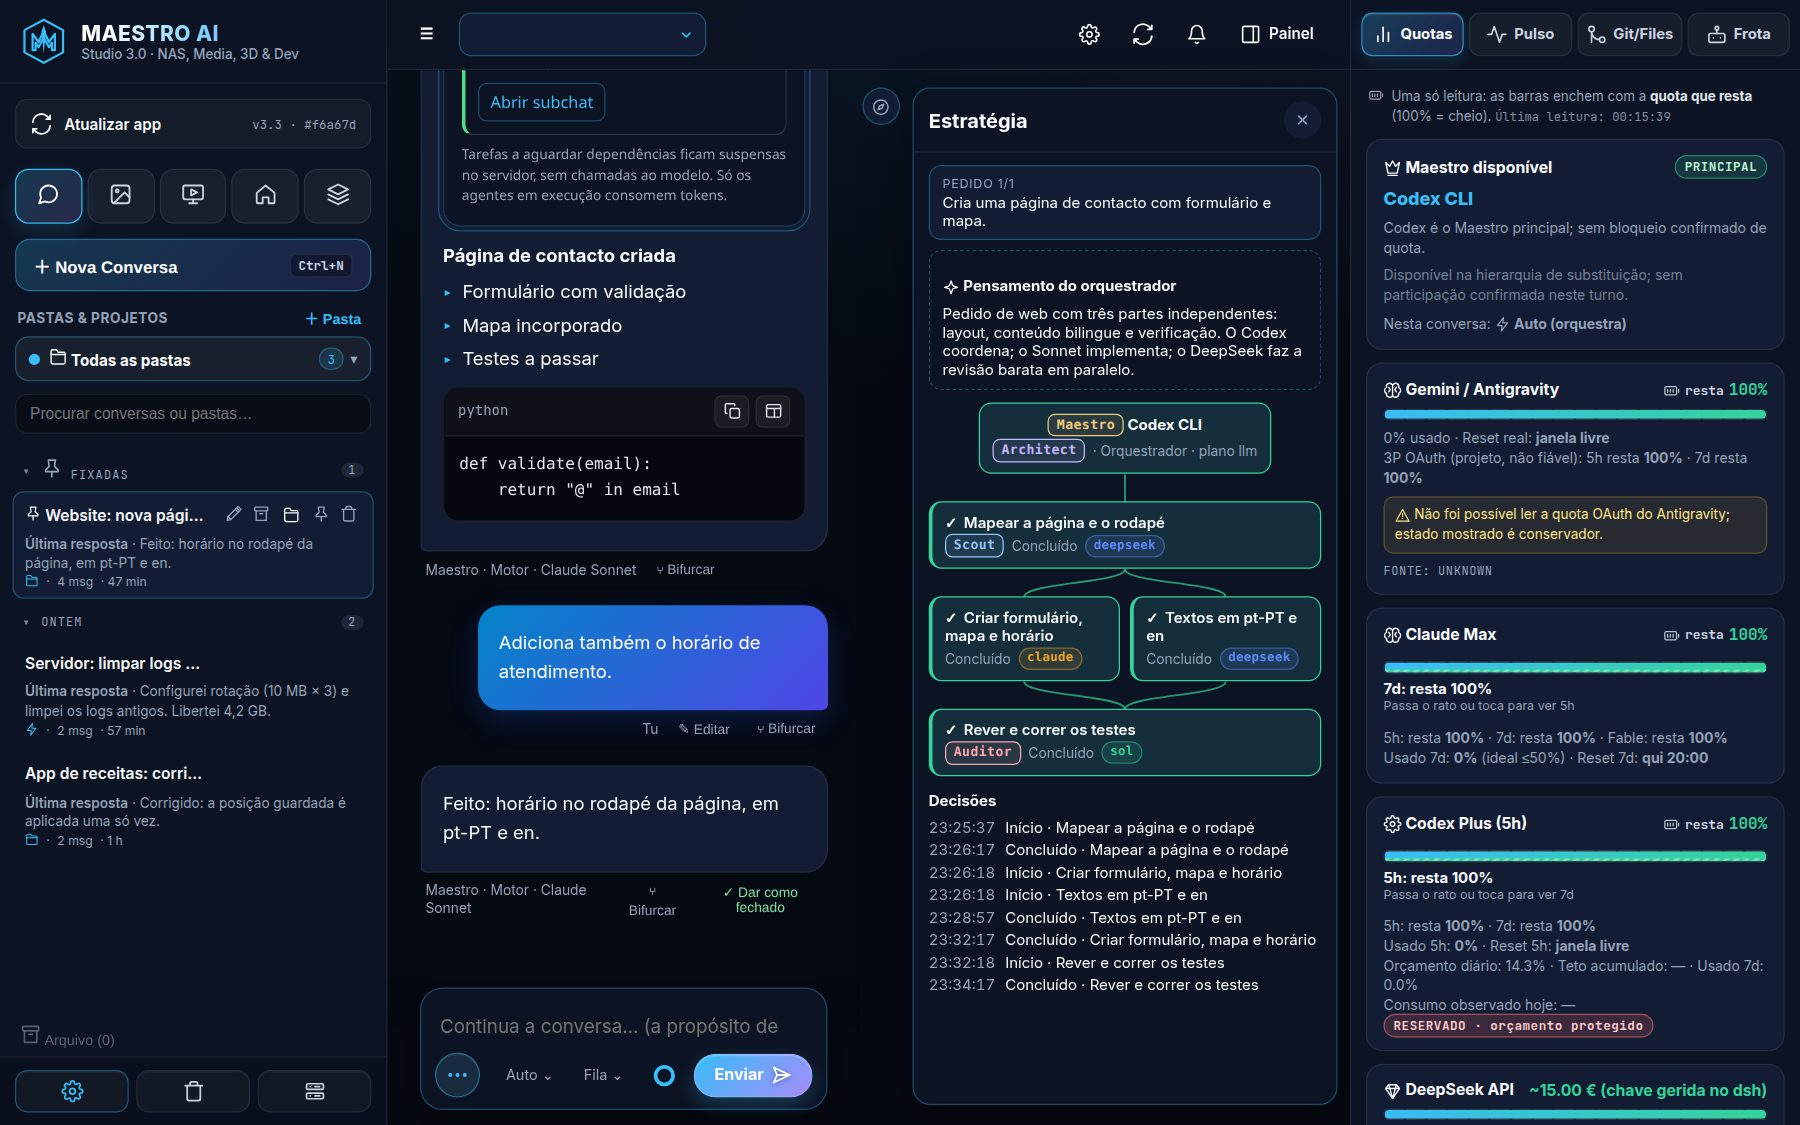 MAESTRO AI
Studio 3.0 · NAS, Media, 3D & Dev
Atualizar app
v3.3 · #f6a67d
+ Nova Conversa
Ctrl+N
PASTAS & PROJETOS
+ Pasta
Todas as pastas
3
Procurar conversas ou pastas...
FIXADAS
1
Website: nova pági...
Última resposta · Feito: horário no rodapé da
página, em pt-PT e en.
· 4 msg · 47 min
ONTEM
2
Servidor: limpar logs ...
Última resposta · Configurei rotação (10 MB × 3) e
limpei os logs antigos. Libertei 4,2 GB.
· 2 msg · 57 min
App de receitas: corri...
Última resposta · Corrigido: a posição guardada é
aplicada uma só vez.
· 2 msg · 1 h
Arquivo (0)
Painel
Abrir subchat
Tarefas a aguardar dependências ficam suspensas
no servidor, sem chamadas ao modelo. Só os
agentes em execução consomem tokens.
Página de contacto criada
Formulário com validação
Mapa incorporado
Testes a passar
python
def validate(email):
    return "@" in email
Maestro · Motor · Claude Sonnet
Bifurcar
Adiciona também o horário de
atendimento.
Tu
✎ Editar
Bifurcar
Feito: horário no rodapé da página, em
pt-PT e en.
Maestro · Motor · Claude
Sonnet
Bifurcar
✓ Dar como
fechado
Continua a conversa... (a propósito de
Auto
Fila
Enviar
Estratégia
PEDIDO 1/1
Cria uma página de contacto com formulário e
mapa.
Pensamento do orquestrador
Pedido de web com três partes independentes:
layout, conteúdo bilingue e verificação. O Codex
coordena; o Sonnet implementa; o DeepSeek faz a
revisão barata em paralelo.
Maestro Codex CLI
Architect · Orquestrador · plano llm
✓ Mapear a página e o rodapé
Scout Concluído deepseek
✓ Criar formulário,
mapa e horário
Concluído claude
✓ Textos em pt-PT e
en
Concluído deepseek
✓ Rever e correr os testes
Auditor Concluído sol
Decisões
23:25:37 Início · Mapear a página e o rodapé
23:26:17 Concluído · Mapear a página e o rodapé
23:26:18 Início · Criar formulário, mapa e horário
23:26:18 Início · Textos em pt-PT e en
23:28:57 Concluído · Textos em pt-PT e en
23:32:17 Concluído · Criar formulário, mapa e horário
23:32:18 Início · Rever e correr os testes
23:34:17 Concluído · Rever e correr os testes
Quotas
Pulso
Git/Files
Frota
Uma só leitura: as barras enchem com a quota que resta
(100% = cheio). Última leitura: 00:15:39
Maestro disponível
PRINCIPAL
Codex CLI
Codex é o Maestro principal; sem bloqueio confirmado de
quota.
Disponível na hierarquia de substituição; sem
participação confirmada neste turno.
Nesta conversa: Auto (orquestra)
Gemini / Antigravity
resta 100%
0% usado · Reset real: janela livre
3P OAuth (projeto, não fiável): 5h resta 100% · 7d resta
100%
Não foi possível ler a quota OAuth do Antigravity;
estado mostrado é conservador.
FONTE: UNKNOWN
Claude Max
resta 100%
7d: resta 100%
Passa o rato ou toca para ver 5h
5h: resta 100% · 7d: resta 100% · Fable: resta 100%
Usado 7d: 0% (ideal ≤50%) · Reset 7d: qui 20:00
Codex Plus (5h)
resta 100%
5h: resta 100%
Passa o rato ou toca para ver 7d
5h: resta 100% · 7d: resta 100%
Usado 5h: 0% · Reset 5h: janela livre
Orçamento diário: 14.3% · Teto acumulado: — · Usado 7d:
0.0%
Consumo observado hoje: —
RESERVADO · orçamento protegido
DeepSeek API
~15.00 € (chave gerida no dsh)